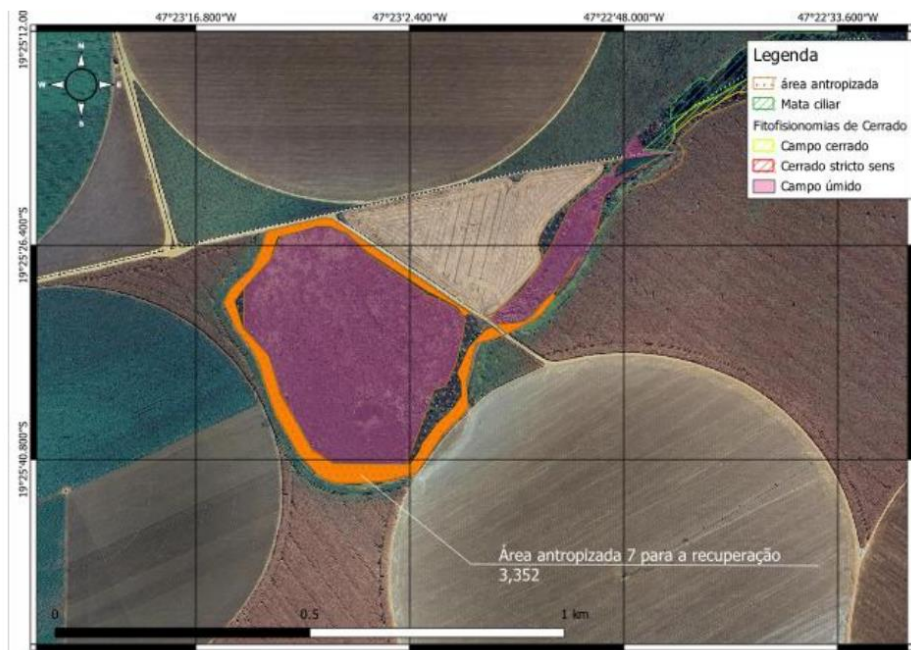 47°23'16.800"W 47°23'2.400"W 47°22'48.000"W 47°22'33.600"W
19°25'12.00
19°25'26.400"S
19°25'40.800"S
N
W E
S
Legenda
área antropizada
Mata ciliar
Fitofisionomias de Cerrado
Campo cerrado
Cerrado stricto sens
Campo úmido
Área antropizada 7 para a recuperação
3,352
0 0.5 1 km